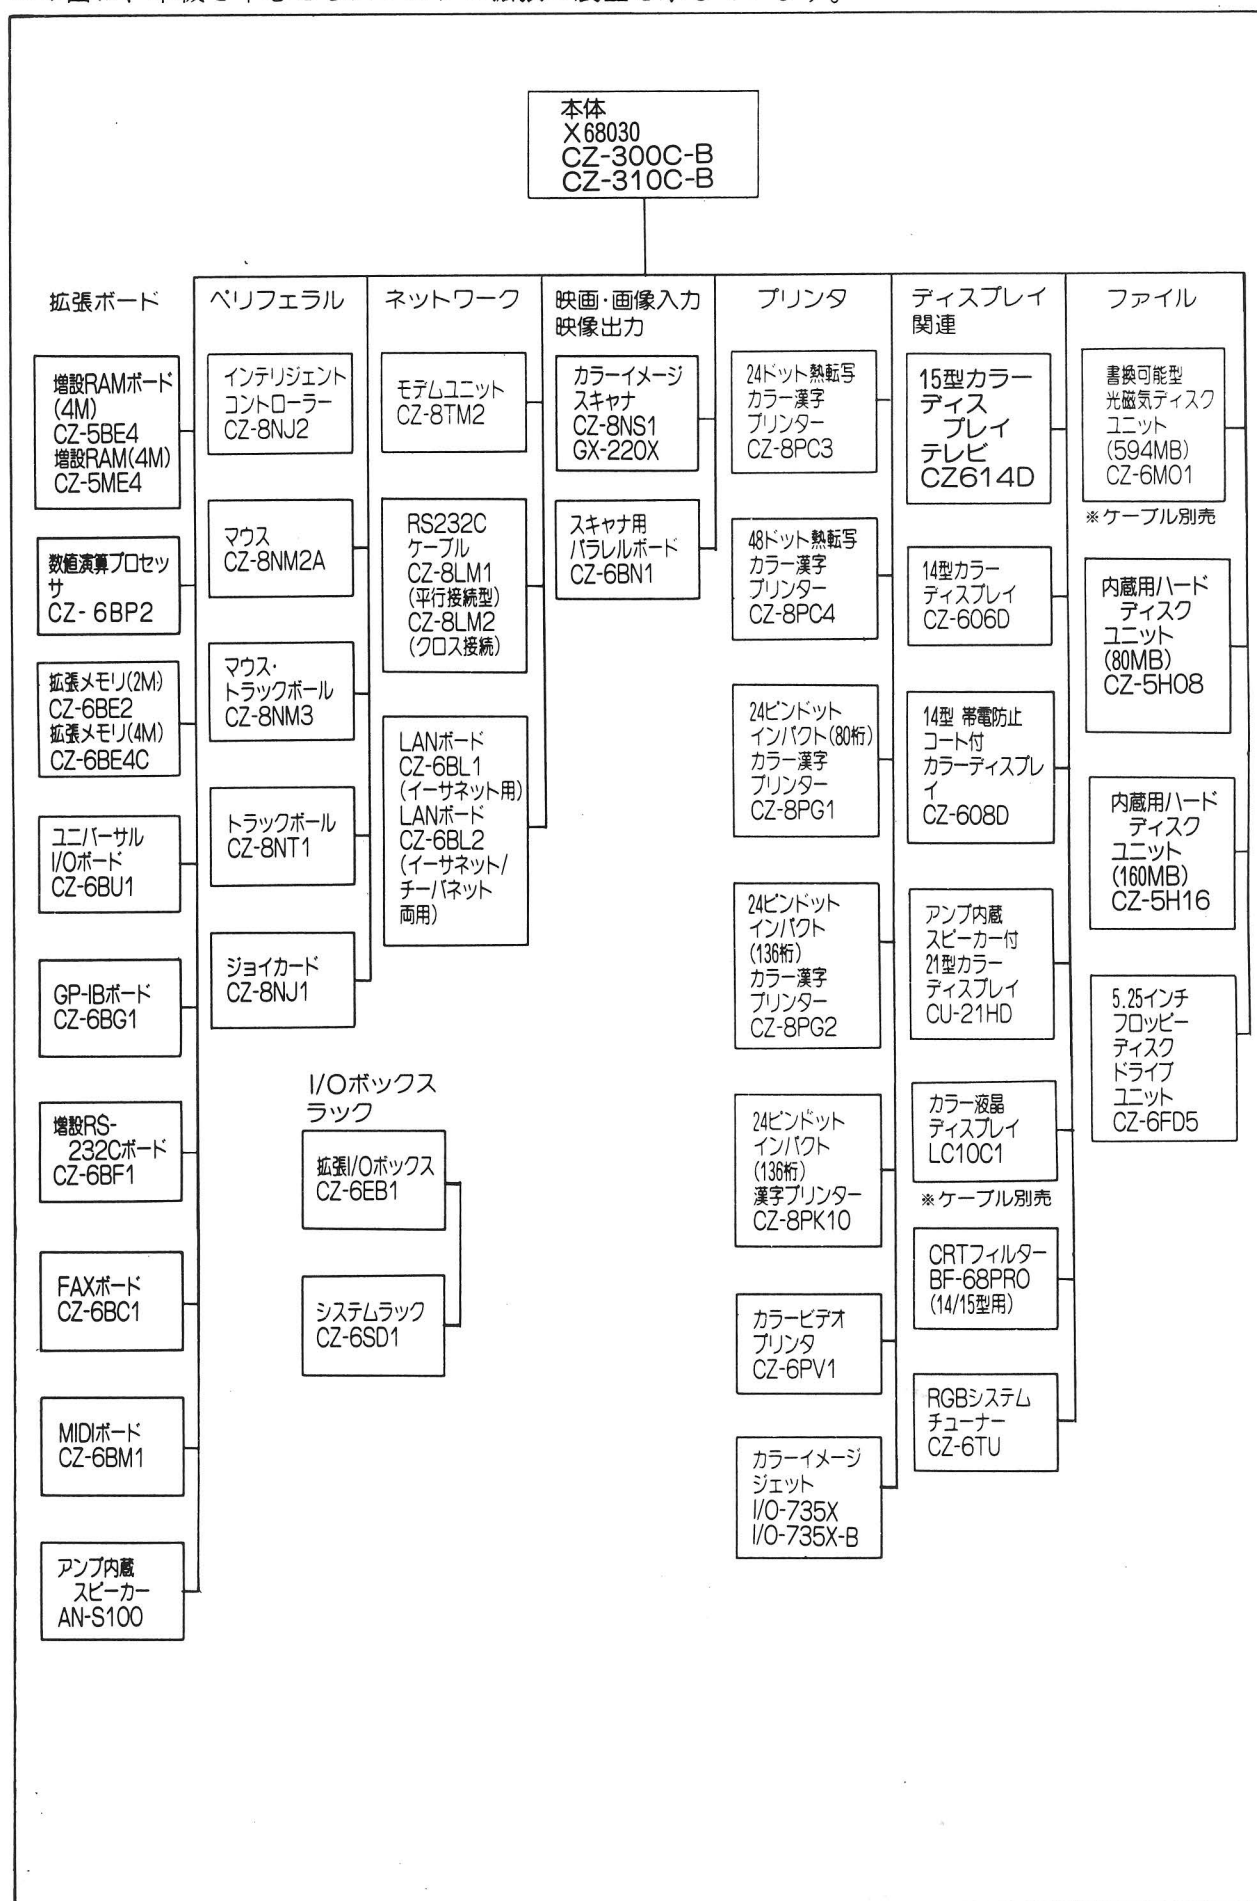 本体
X68030
CZ-300C-B
CZ-310C-B
拡張ボード
増設RAMボード
(4M)
CZ-5BE4
増設RAM(4M)
CZ-5ME4
数値演算プロセッ
サ
CZ-6BP2
拡張メモリ(2M)
CZ-6BE2
拡張メモリ(4M)
CZ-6BE4C
ユニバーサル
I/Oボード
CZ-6BU1
GP-IBボード
CZ-6BG1
増設RS-
232Cボード
CZ-6BF1
FAXボード
CZ-6BC1
MIDIボード
CZ-6BM1
アンプ内蔵
スピーカー
AN-S100
ペリフェラル
インテリジェント
コントローラー
CZ-8NJ2
マウス
CZ-8NM2A
マウス・
トラックボール
CZ-8NM3
トラックボール
CZ-8NT1
ジョイカード
CZ-8NJ1
ネットワーク
モデムユニット
CZ-8TM2
RS232C
ケーブル
CZ-8LM1
(平行接続型)
CZ-8LM2
(クロス接続)
LANボード
CZ-6BL1
(イーサネット用)
LANボード
CZ-6BL2
(イーサネット/
チーパネット
両用)
I/Oボックス
ラック
拡張I/Oボックス
CZ-6EB1
システムラック
CZ-6SD1
映画・画像入力
映像出力
カラーイメージ
スキャナ
CZ-8NS1
GX-220X
スキャナ用
パラレルボード
CZ-6BN1
プリンタ
24ドット熱転写
カラー漢字
プリンター
CZ-8PC3
48ドット熱転写
カラー漢字
プリンター
CZ-8PC4
24ピンドット
インパクト(80桁)
カラー漢字
プリンター
CZ-8PG1
24ピンドット
インパクト
(136桁)
カラー漢字
プリンター
CZ-8PG2
24ピンドット
インパクト
(136桁)
漢字プリンター
CZ-8PK10
カラービデオ
プリンタ
CZ-6PV1
カラーイメージ
ジェット
I/O-735X
I/O-735X-B
ディスプレイ
関連
15型カラー
ディス
プレイ
テレビ
CZ614D
14型カラー
ディスプレイ
CZ-606D
14型 帯電防止
コート付
カラーディスプレ
イ
CZ-608D
アンプ内蔵
スピーカー付
21型カラー
ディスプレイ
CU-21HD
カラー液晶
ディスプレイ
LC10C1
※ケーブル別売
CRTフィルター
BF-68PRO
(14/15型用)
RGBシステム
チューナー
CZ-6TU
ファイル
書換可能型
光磁気ディスク
ユニット
(594MB)
CZ-6MO1
※ケーブル別売
内蔵用ハード
ディスク
ユニット
(80MB)
CZ-5H08
内蔵用ハード
ディスク
ユニット
(160MB)
CZ-5H16
5.25インチ
フロッピー
ディスク
ドライブ
ユニット
CZ-6FD5